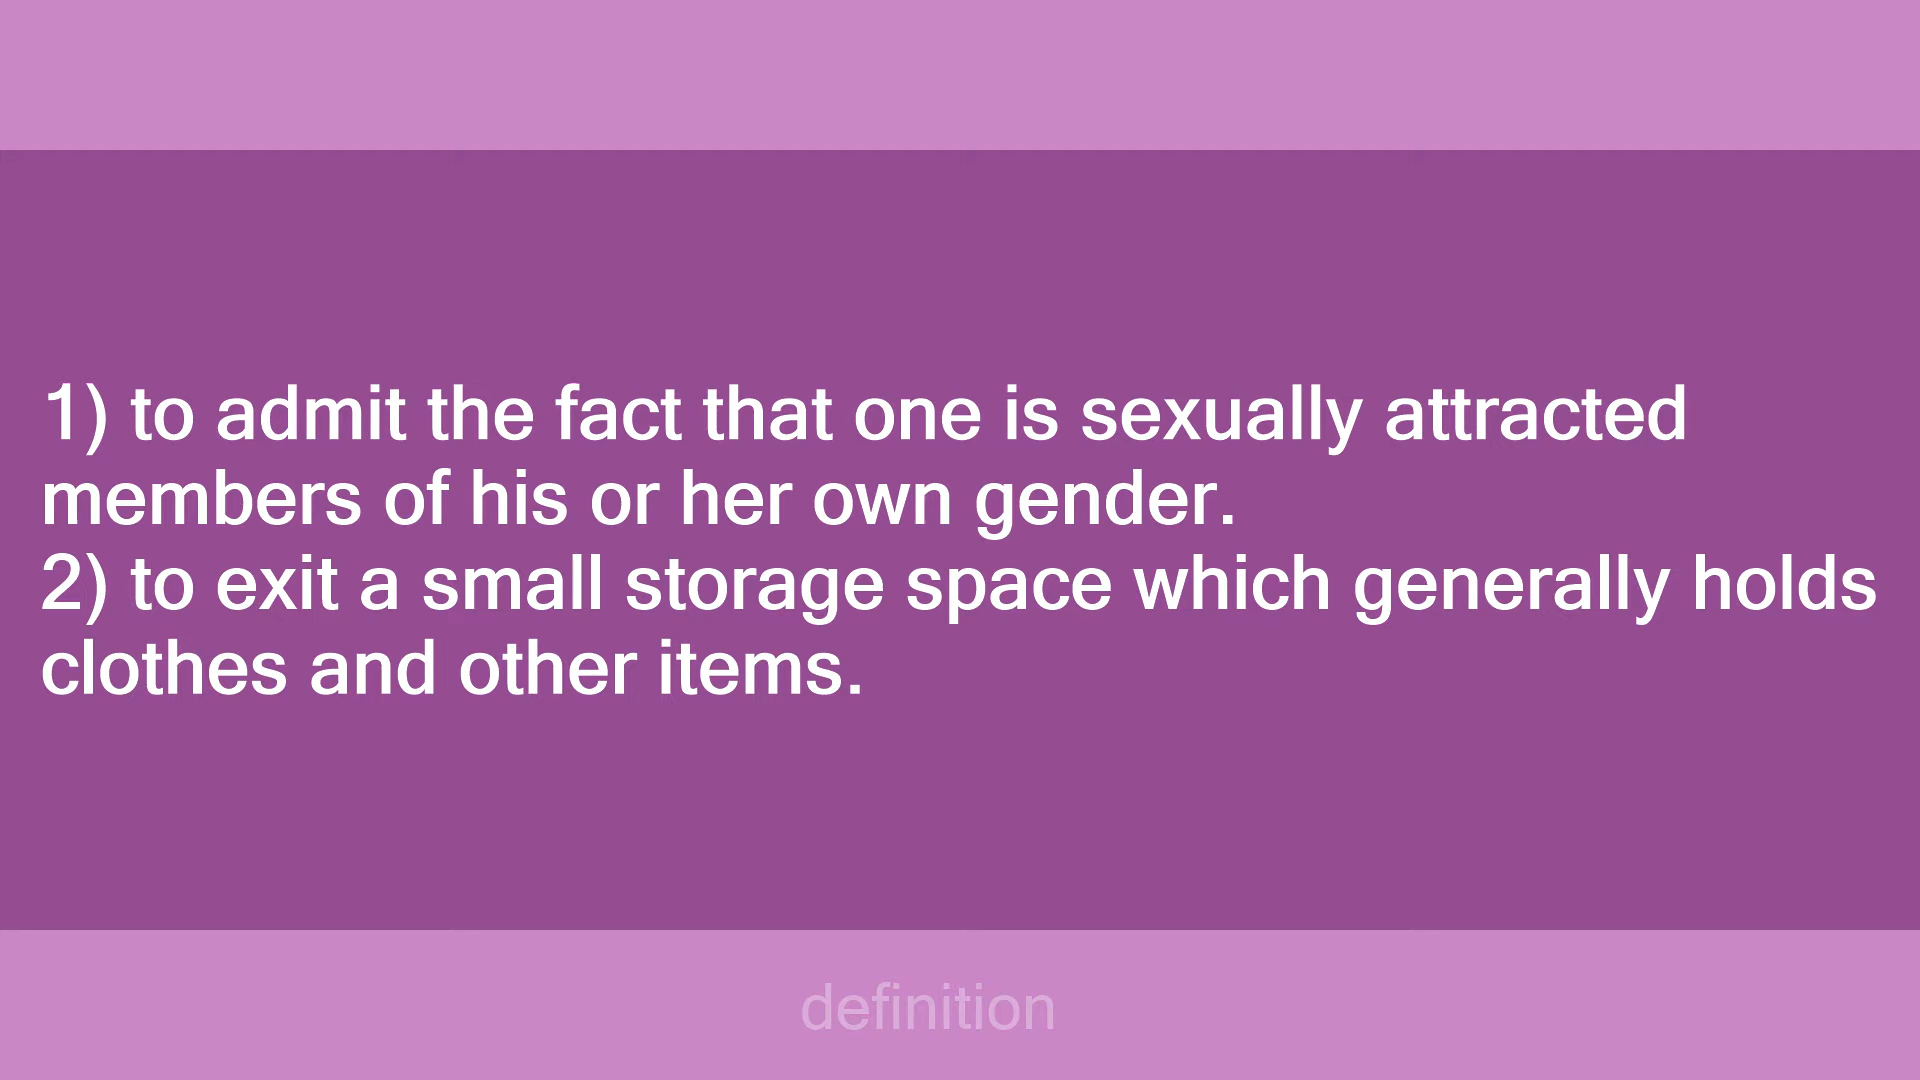 1) to admit the fact that one is sexually attracted
members of his or her own gender.
2) to exit a small storage space which generally holds
clothes and other items.
definition